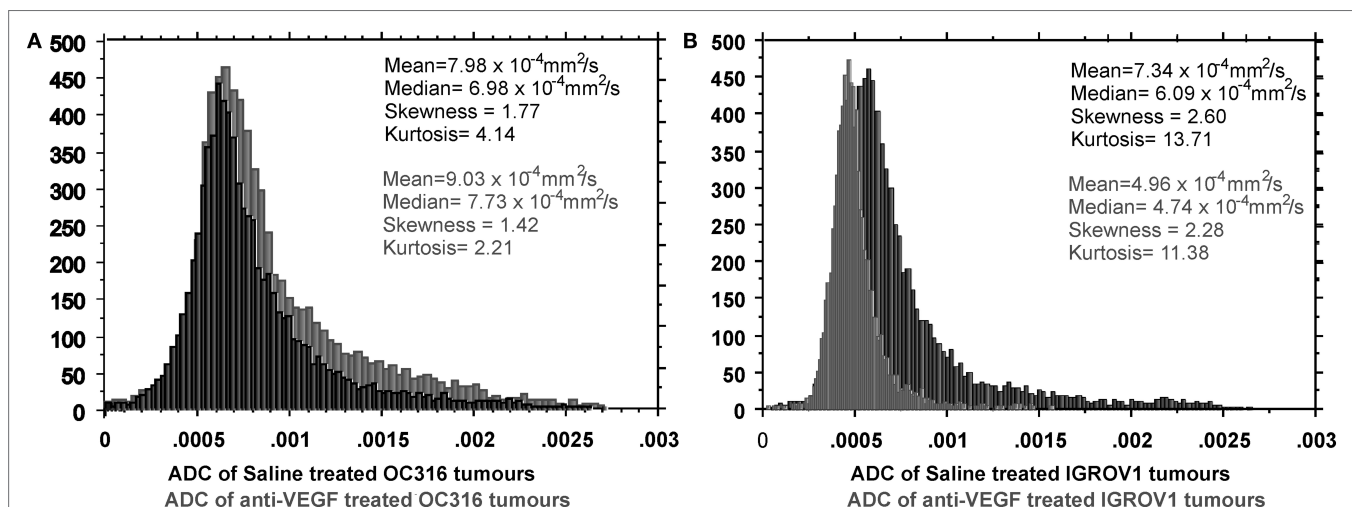 A
500
450
400
350
300
250
200
150
100
50
0
0 .0005 .001 .0015 .002 .0025 .003
Mean=7.98 x 10-4mm2/s
Median= 6.98 x 10-4mm2/s
Skewness = 1.77
Kurtosis= 4.14
Mean=9.03 x 10-4mm2/s
Median= 7.73 x 10-4mm2/s
Skewness = 1.42
Kurtosis= 2.21
ADC of Saline treated OC316 tumours
ADC of anti-VEGF treated OC316 tumours
B
500
450
400
350
300
250
200
150
100
50
0
0 .0005 .001 .0015 .002 .0025 .003
Mean=7.34 x 10-4mm2/s
Median= 6.09 x 10-4mm2/s
Skewness = 2.60
Kurtosis= 13.71
Mean=4.96 x 10-4mm2/s
Median= 4.74 x 10-4mm2/s
Skewness = 2.28
Kurtosis= 11.38
ADC of Saline treated IGROV1 tumours
ADC of anti-VEGF treated IGROV1 tumours